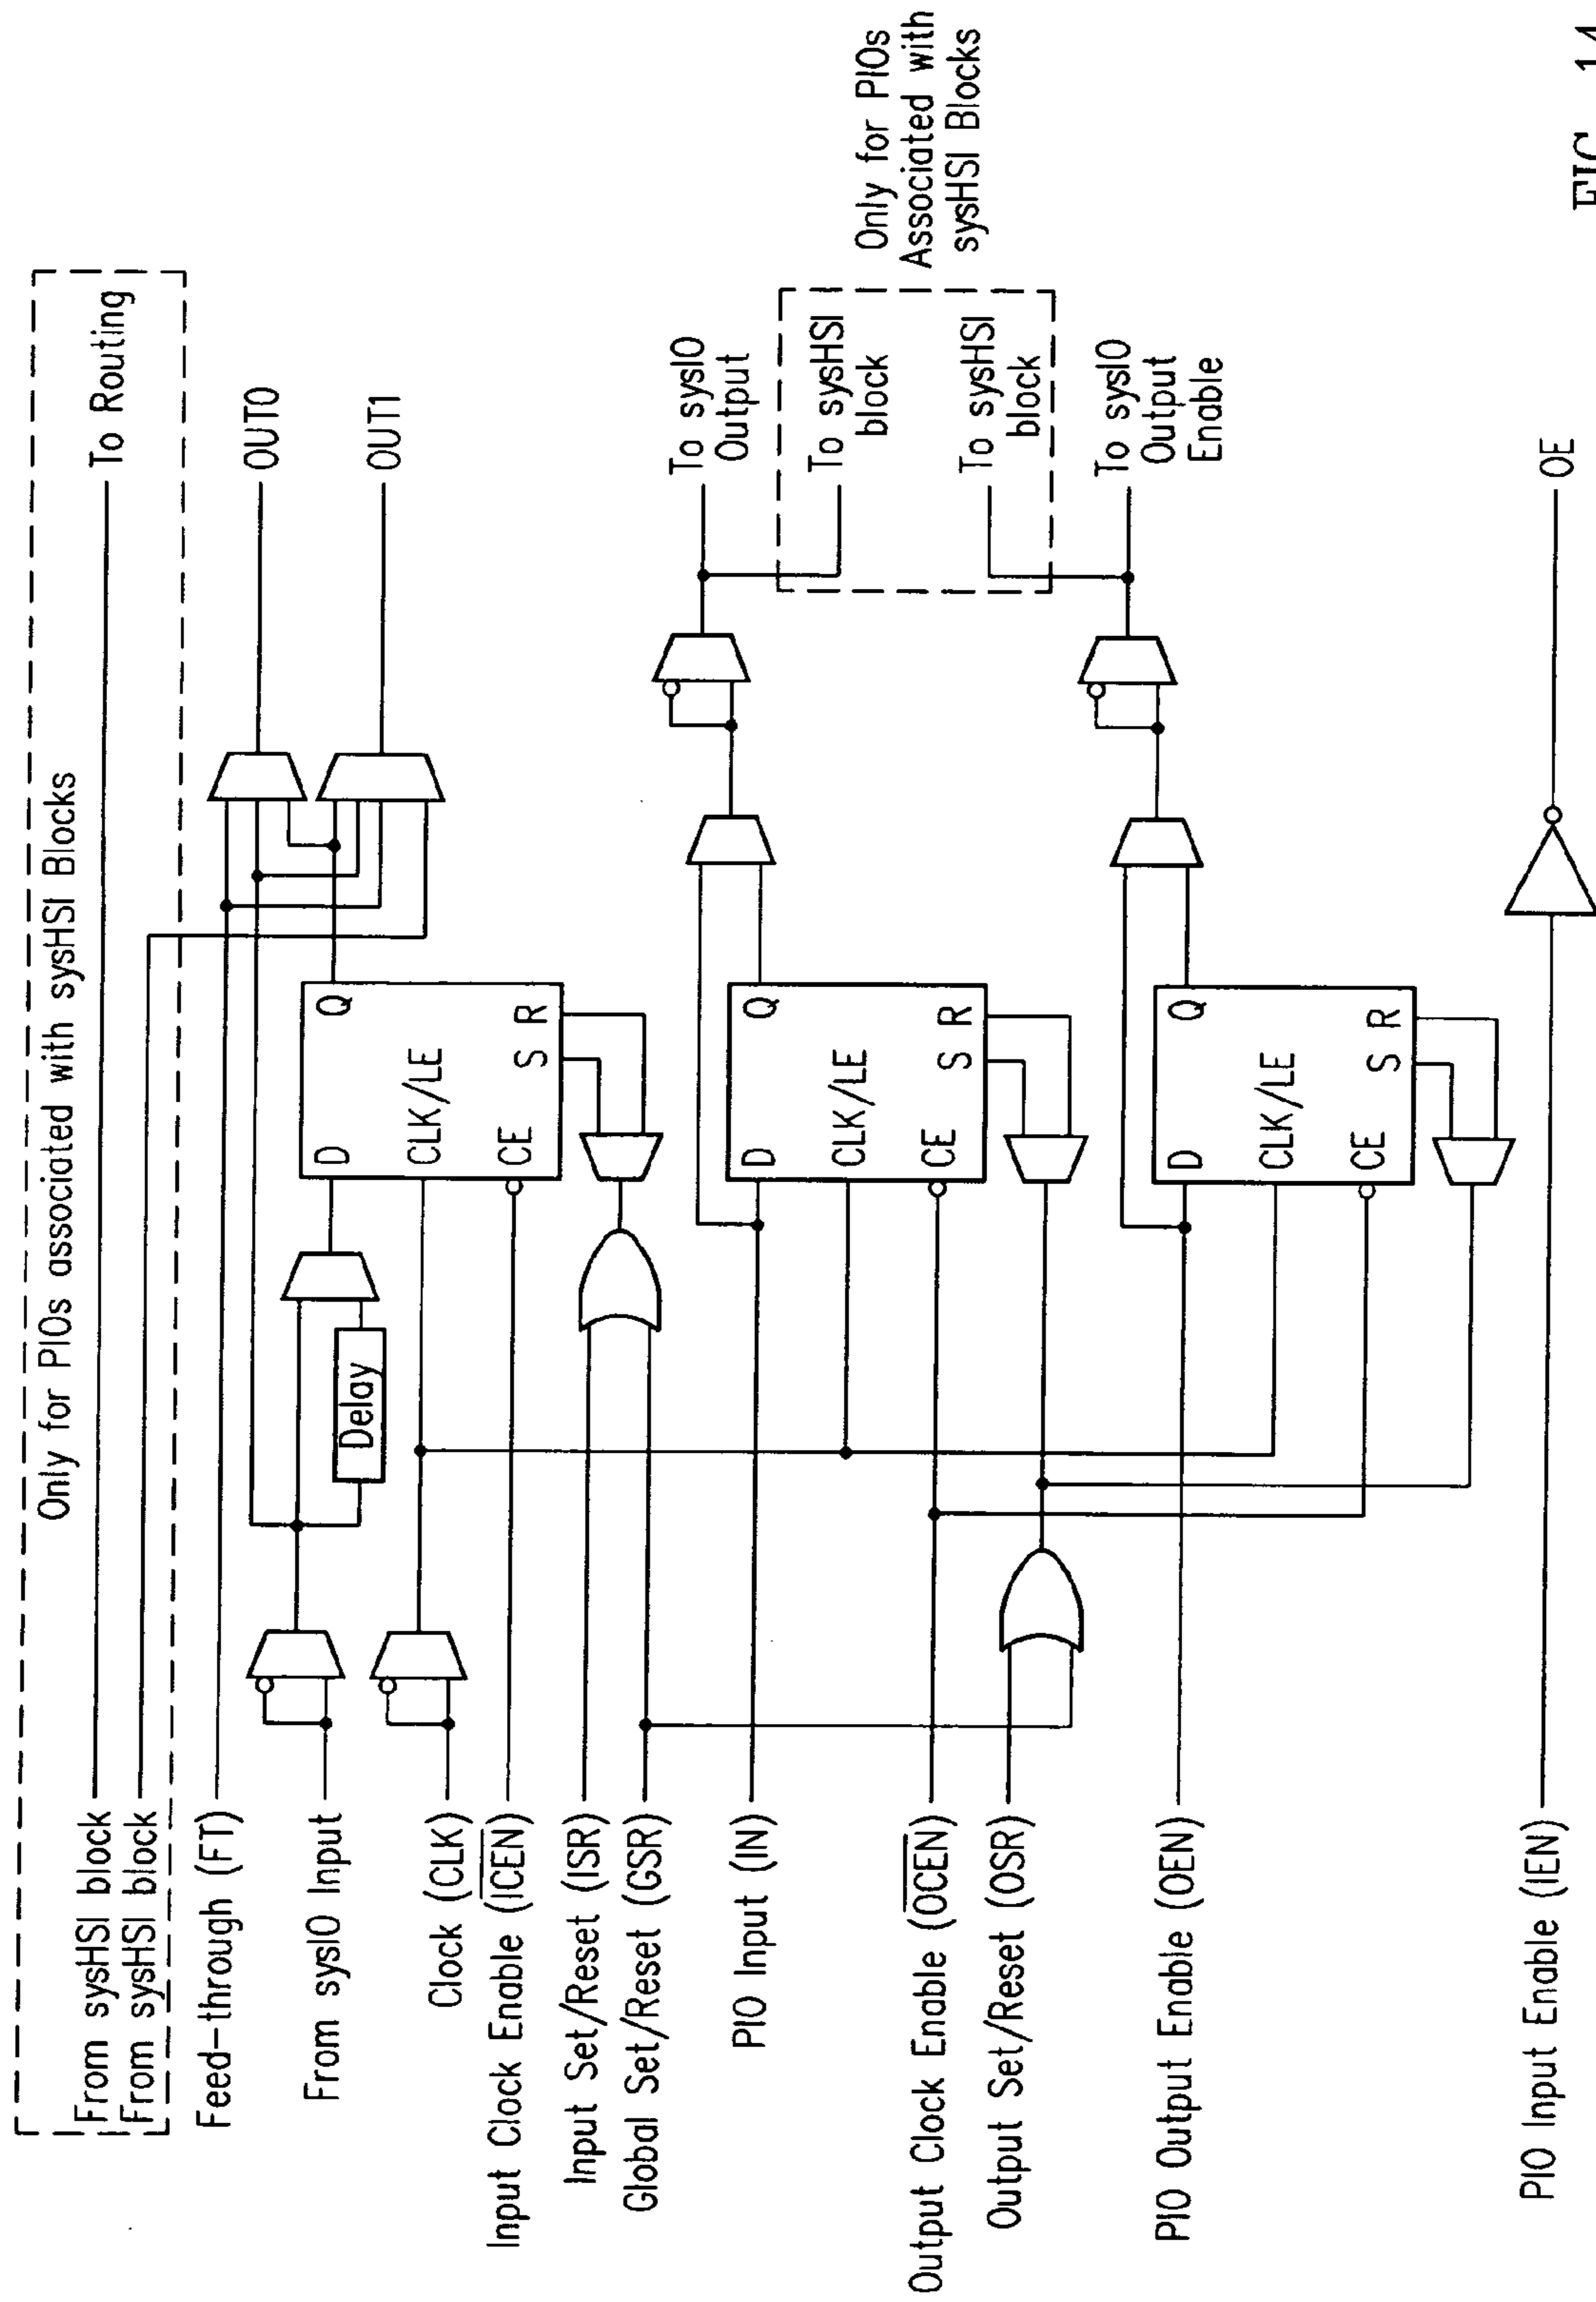 Only for PIOs associated with sysHSI Blocks
From sysHSI block
To Routing
From sysHSI block
Feed-through (FT)
OUT0
From sysIO Input
OUT1
Delay
Clock (CLK)
Input Clock Enable (I̅C̅E̅N̅)
Input Set/Reset (ISR)
Global Set/Reset (GSR)
D
Q
CLK/LE
CE
S
R
PIO Input (IN)
Output Clock Enable (O̅C̅E̅N̅)
Output Set/Reset (OSR)
D
Q
CLK/LE
CE
S
R
To sysIO
Output
To sysHSI
block
To sysHSI
block
Only for PIOs
Associated with
sysHSI Blocks
To sysIO
Output
Enable
PIO Output Enable (OEN)
D
Q
CLK/LE
CE
S
R
PIO Input Enable (IEN)
OE
FIG. 14